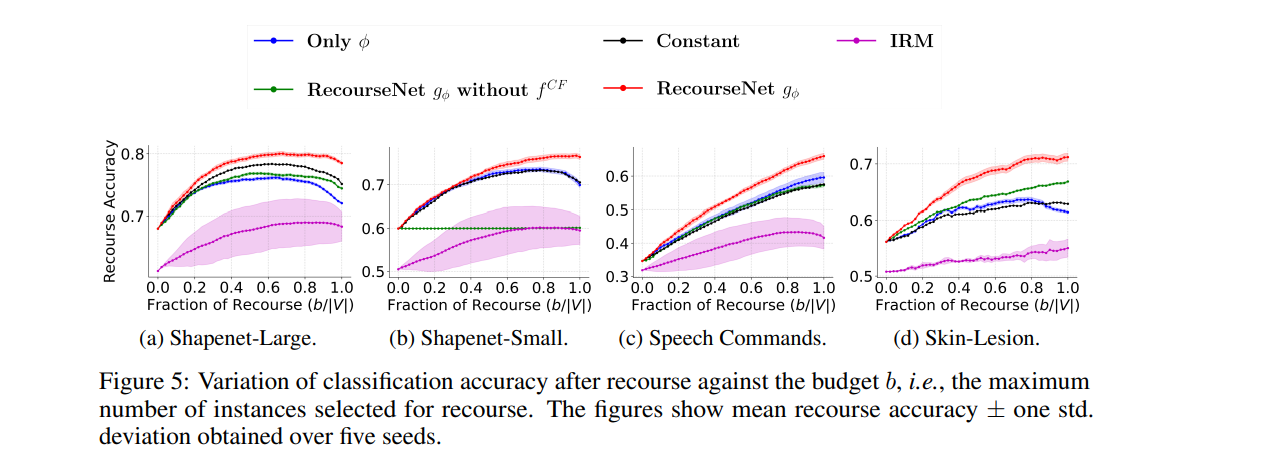 Only ϕ
Constant
IRM
RecourseNet gϕ without fCF
RecourseNet gϕ
Recourse Accuracy
0.8
0.7
0.0 0.2 0.4 0.6 0.8 1.0
Fraction of Recourse (b/|V|)
(a) Shapenet-Large.
0.7
0.6
0.5
0.0 0.2 0.4 0.6 0.8 1.0
Fraction of Recourse (b/|V|)
(b) Shapenet-Small.
0.6
0.5
0.4
0.3
0.0 0.2 0.4 0.6 0.8 1.0
Fraction of Recourse (b/|V|)
(c) Speech Commands.
0.7
0.6
0.5
0.0 0.2 0.4 0.6 0.8 1.0
Fraction of Recourse (b/|V|)
(d) Skin-Lesion.
Figure 5: Variation of classification accuracy after recourse against the budget b, i.e., the maximum
number of instances selected for recourse. The figures show mean recourse accuracy ± one std.
deviation obtained over five seeds.